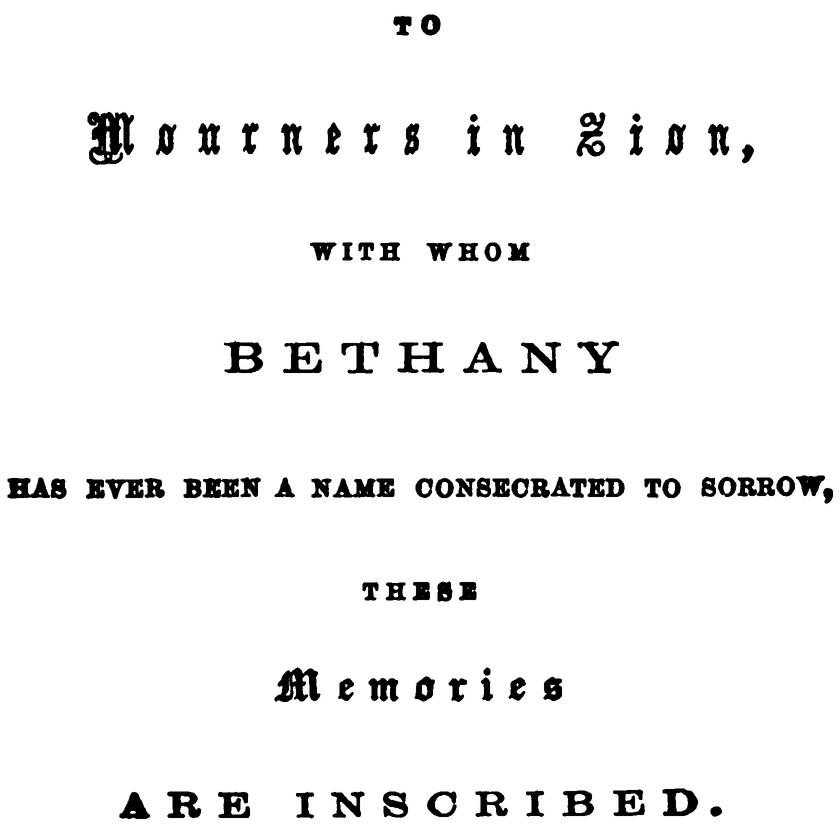 TO
Mourners in Zion,
WITH WHOM
BETHANY
HAS EVER BEEN A NAME CONSECRATED TO SORROW,
THESE
Memories
ARE INSCRIBED.